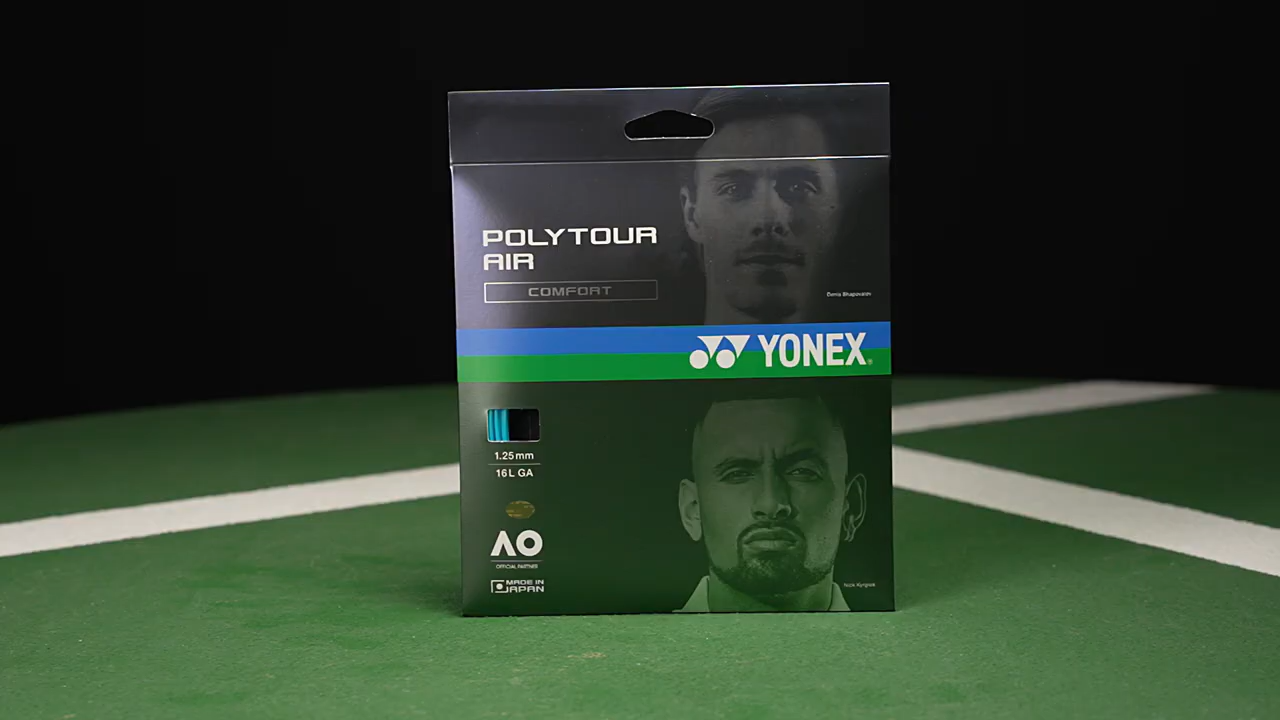 POLYTOUR
AIR
COMFORT
Denis Shapovalov
YONEX
1.25mm
16L GA
AO
OFFICIAL PARTNER
MADE IN
JAPAN
Nick Kyrgios